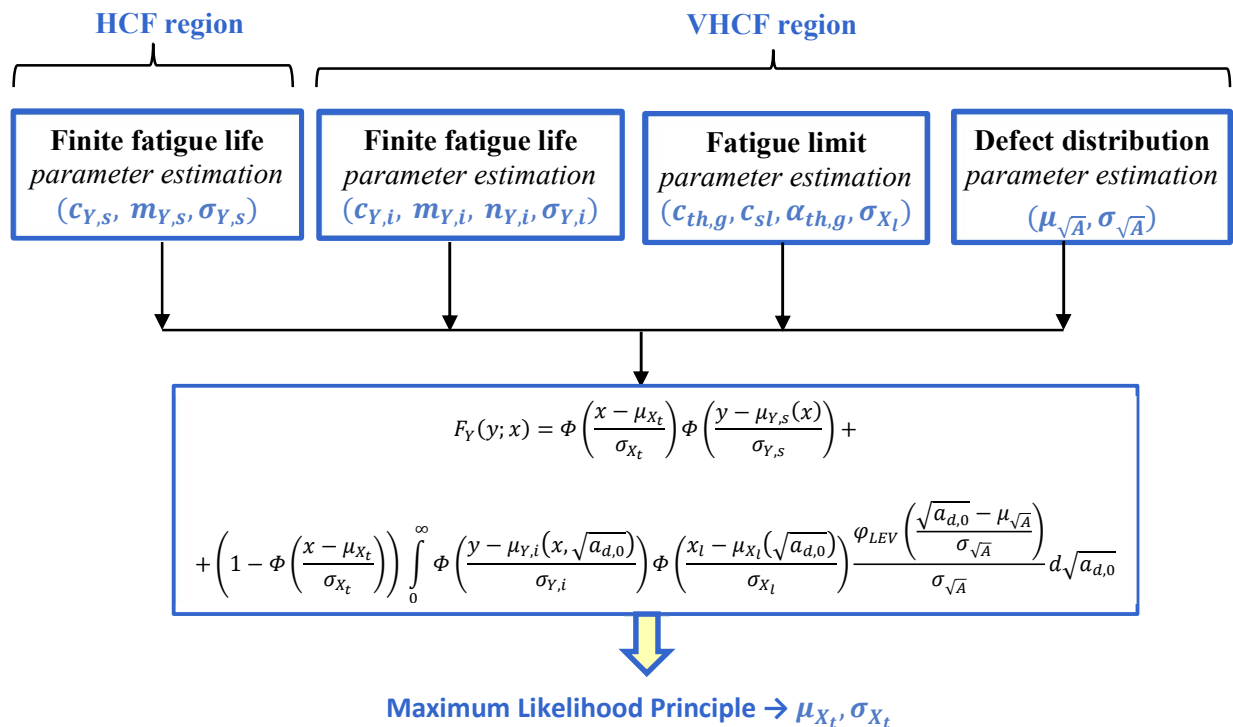 HCF region VHCF region
Finite fatigue life
parameter estimation
(c_{Y,s}, m_{Y,s}, σ_{Y,s})
Finite fatigue life
parameter estimation
(c_{Y,i}, m_{Y,i}, n_{Y,i}, σ_{Y,i})
Fatigue limit
parameter estimation
(c_{th,g}, c_{sl}, α_{th,g}, σ_{X_l})
Defect distribution
parameter estimation
(μ_{√A}, σ_{√A})
F_Y(y; x) = Φ((x − μ_{X_t})/σ_{X_t}) Φ((y − μ_{Y,s}(x))/σ_{Y,s}) +
+ (1 − Φ((x − μ_{X_t})/σ_{X_t})) ∫_0^∞ Φ((y − μ_{Y,i}(x, √a_{d,0}))/σ_{Y,i}) Φ((x_l − μ_{X_l}(√a_{d,0}))/σ_{X_l}) φ_{LEV}((√a_{d,0} − μ_{√A})/σ_{√A})/σ_{√A} d√a_{d,0}
Maximum Likelihood Principle → μ_{X_t}, σ_{X_t}